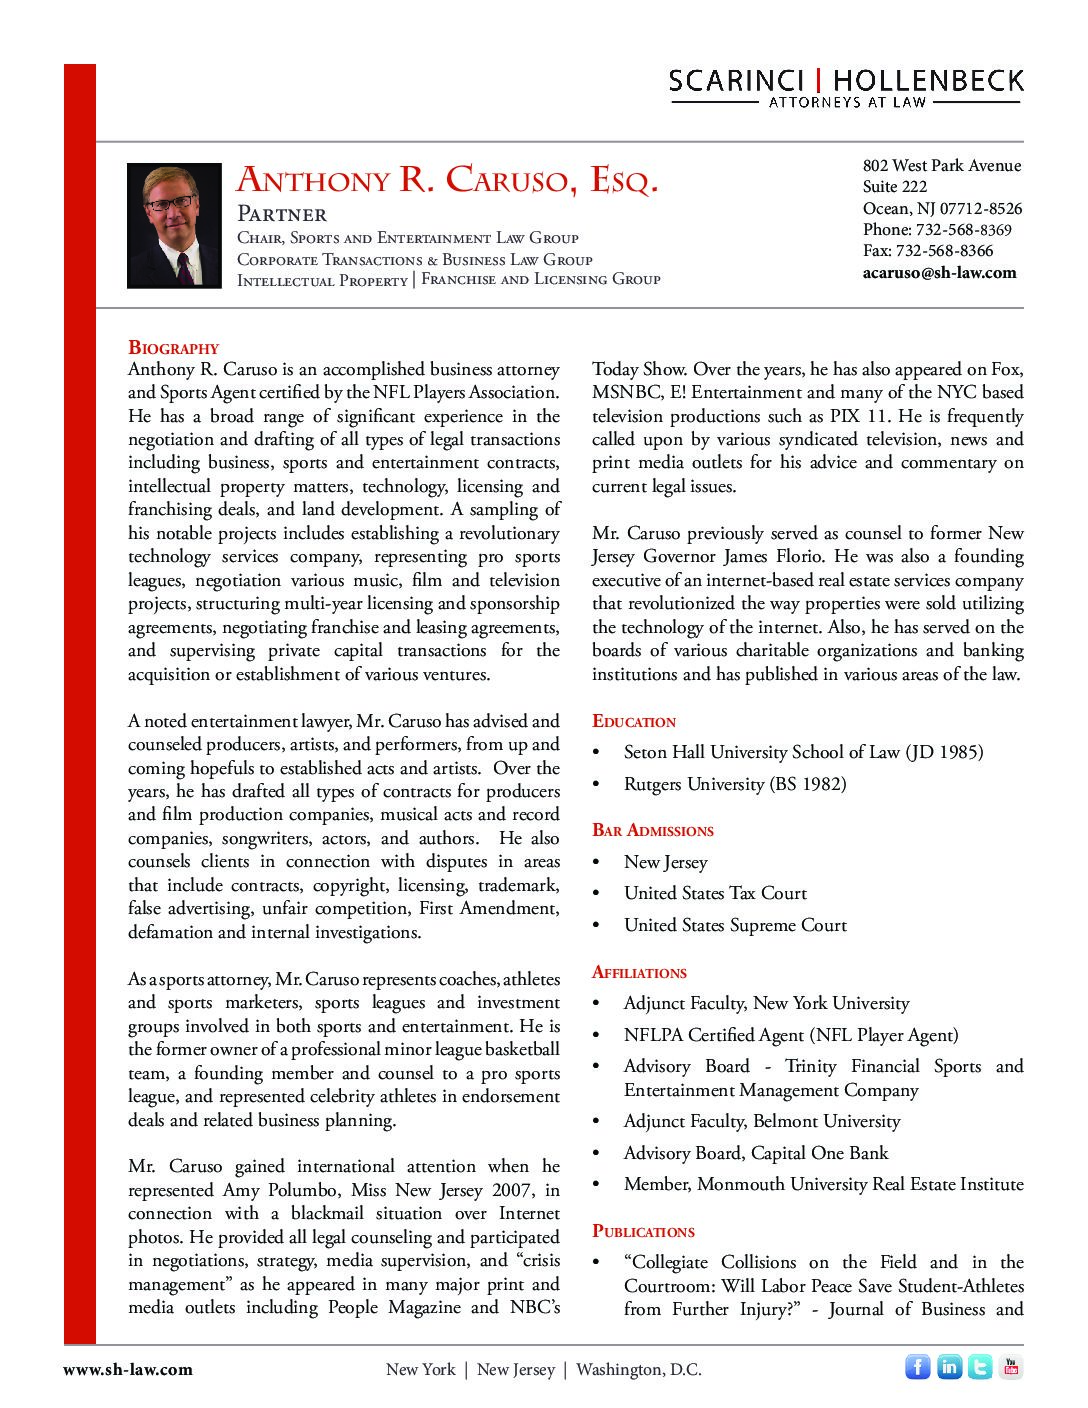 SCARINCI | HOLLENBECK
ATTORNEYS AT LAW
Anthony R. Caruso, Esq.
Partner
Chair, Sports and Entertainment Law Group
Corporate Transactions & Business Law Group
Intellectual Property | Franchise and Licensing Group
802 West Park Avenue
Suite 222
Ocean, NJ 07712-8526
Phone: 732-568-8369
Fax: 732-568-8366
acaruso@sh-law.com
Biography
Anthony R. Caruso is an accomplished business attorney
and Sports Agent certified by the NFL Players Association.
He has a broad range of significant experience in the
negotiation and drafting of all types of legal transactions
including business, sports and entertainment contracts,
intellectual property matters, technology, licensing and
franchising deals, and land development. A sampling of
his notable projects includes establishing a revolutionary
technology services company, representing pro sports
leagues, negotiation various music, film and television
projects, structuring multi-year licensing and sponsorship
agreements, negotiating franchise and leasing agreements,
and supervising private capital transactions for the
acquisition or establishment of various ventures.
A noted entertainment lawyer, Mr. Caruso has advised and
counseled producers, artists, and performers, from up and
coming hopefuls to established acts and artists. Over the
years, he has drafted all types of contracts for producers
and film production companies, musical acts and record
companies, songwriters, actors, and authors. He also
counsels clients in connection with disputes in areas
that include contracts, copyright, licensing, trademark,
false advertising, unfair competition, First Amendment,
defamation and internal investigations.
As a sports attorney, Mr. Caruso represents coaches, athletes
and sports marketers, sports leagues and investment
groups involved in both sports and entertainment. He is
the former owner of a professional minor league basketball
team, a founding member and counsel to a pro sports
league, and represented celebrity athletes in endorsement
deals and related business planning.
Mr. Caruso gained international attention when he
represented Amy Polumbo, Miss New Jersey 2007, in
connection with a blackmail situation over Internet
photos. He provided all legal counseling and participated
in negotiations, strategy, media supervision, and “crisis
management” as he appeared in many major print and
media outlets including People Magazine and NBC’s
Today Show. Over the years, he has also appeared on Fox,
MSNBC, E! Entertainment and many of the NYC based
television productions such as PIX 11. He is frequently
called upon by various syndicated television, news and
print media outlets for his advice and commentary on
current legal issues.
Mr. Caruso previously served as counsel to former New
Jersey Governor James Florio. He was also a founding
executive of an internet-based real estate services company
that revolutionized the way properties were sold utilizing
the technology of the internet. Also, he has served on the
boards of various charitable organizations and banking
institutions and has published in various areas of the law.
Education
• Seton Hall University School of Law (JD 1985)
• Rutgers University (BS 1982)
Bar Admissions
• New Jersey
• United States Tax Court
• United States Supreme Court
Affiliations
• Adjunct Faculty, New York University
• NFLPA Certified Agent (NFL Player Agent)
• Advisory Board - Trinity Financial Sports and
Entertainment Management Company
• Adjunct Faculty, Belmont University
• Advisory Board, Capital One Bank
• Member, Monmouth University Real Estate Institute
Publications
• “Collegiate Collisions on the Field and in the
Courtroom: Will Labor Peace Save Student-Athletes
from Further Injury?” - Journal of Business and
www.sh-law.com
New York | New Jersey | Washington, D.C.
f in t You Tube